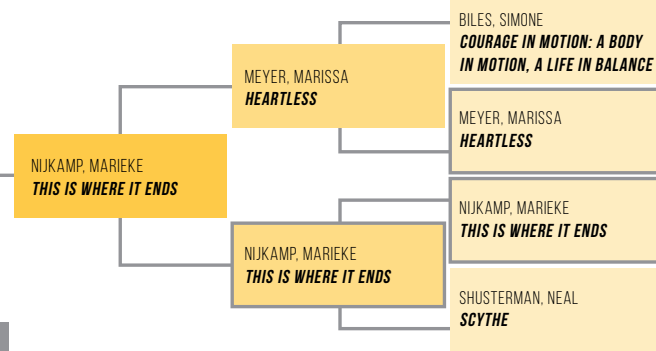 BILES, SIMONE
COURAGE IN MOTION: A BODY
IN MOTION, A LIFE IN BALANCE
MEYER, MARISSA
HEARTLESS
MEYER, MARISSA
HEARTLESS
NIJKAMP, MARIEKE
THIS IS WHERE IT ENDS
NIJKAMP, MARIEKE
THIS IS WHERE IT ENDS
NIJKAMP, MARIEKE
THIS IS WHERE IT ENDS
SHUSTERMAN, NEAL
SCYTHE